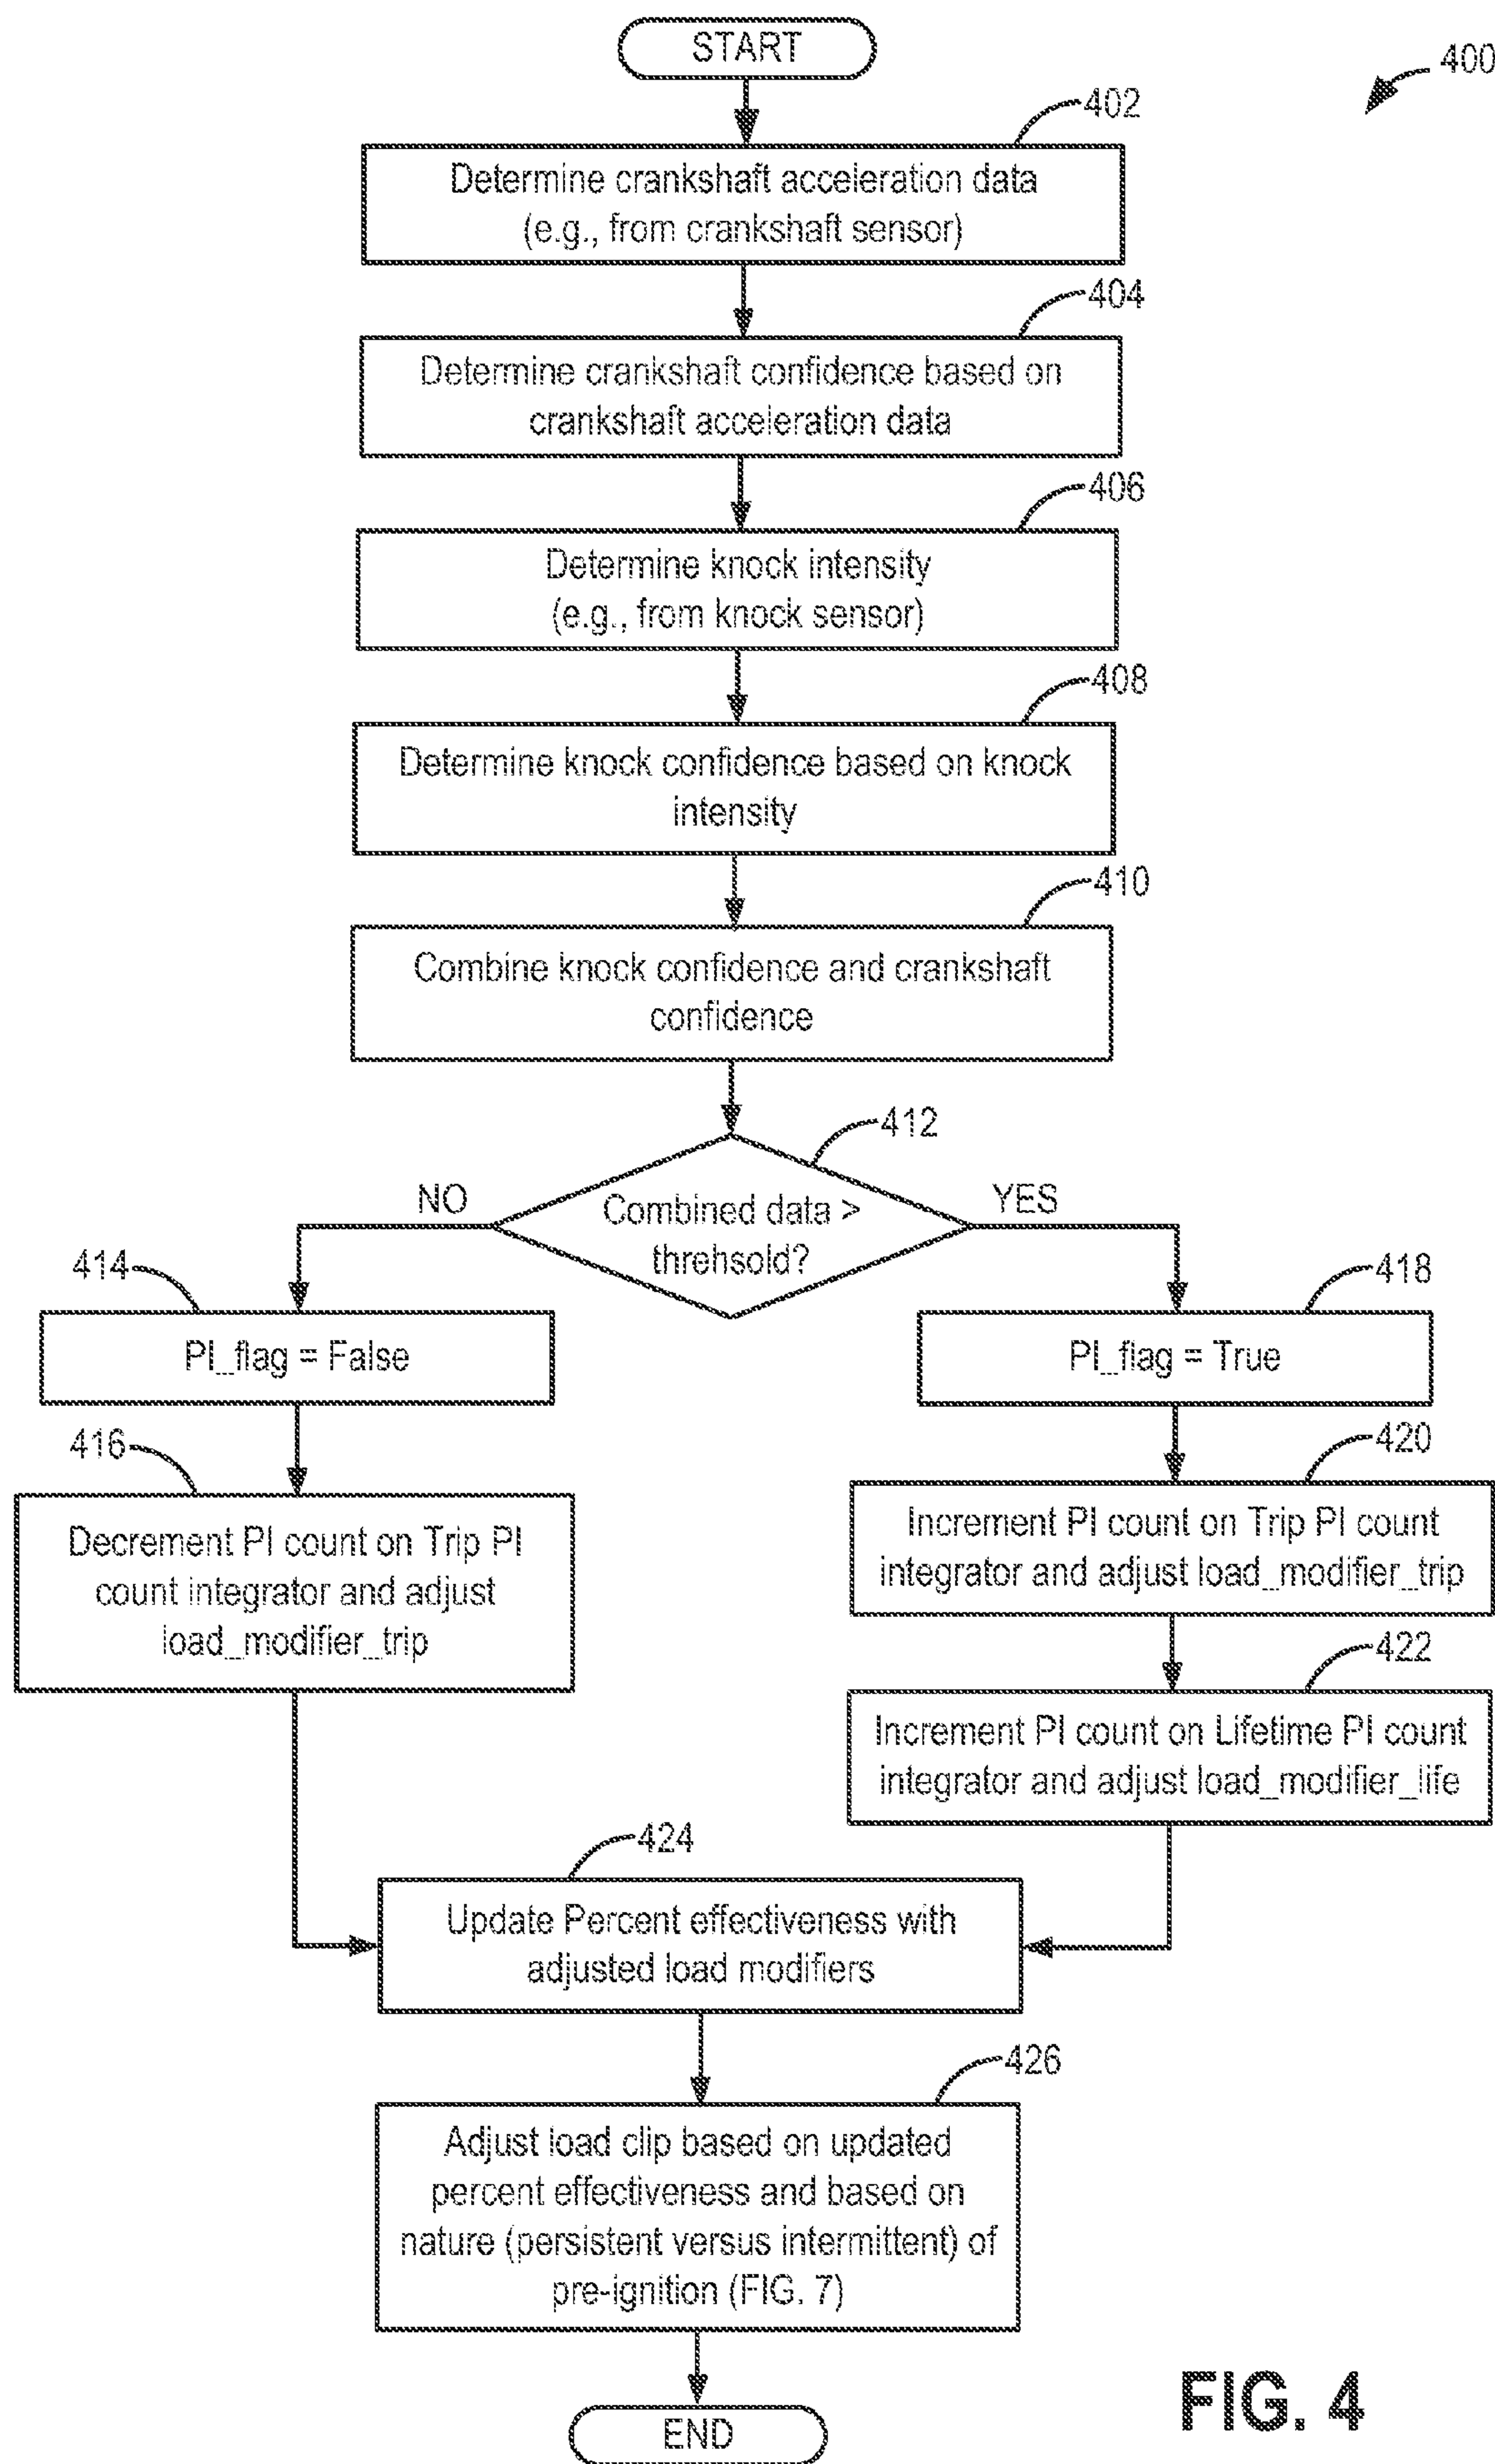 START
400
402
Determine crankshaft acceleration data
(e.g., from crankshaft sensor)
404
Determine crankshaft confidence based on
crankshaft acceleration data
406
Determine knock intensity
(e.g., from knock sensor)
408
Determine knock confidence based on knock
intensity
410
Combine knock confidence and crankshaft
confidence
412
NO
YES
Combined data >
threhsold?
414
PI_flag = False
418
PI_flag = True
416
Decrement PI count on Trip PI
count integrator and adjust
load_modifier_trip
420
Increment PI count on Trip PI count
integrator and adjust load_modifier_trip
422
Increment PI count on Lifetime PI count
integrator and adjust load_modifier_life
424
Update Percent effectiveness with
adjusted load modifiers
426
Adjust load clip based on updated
percent effectiveness and based on
nature (persistent versus intermittent) of
pre-ignition (FIG. 7)
END
FIG. 4